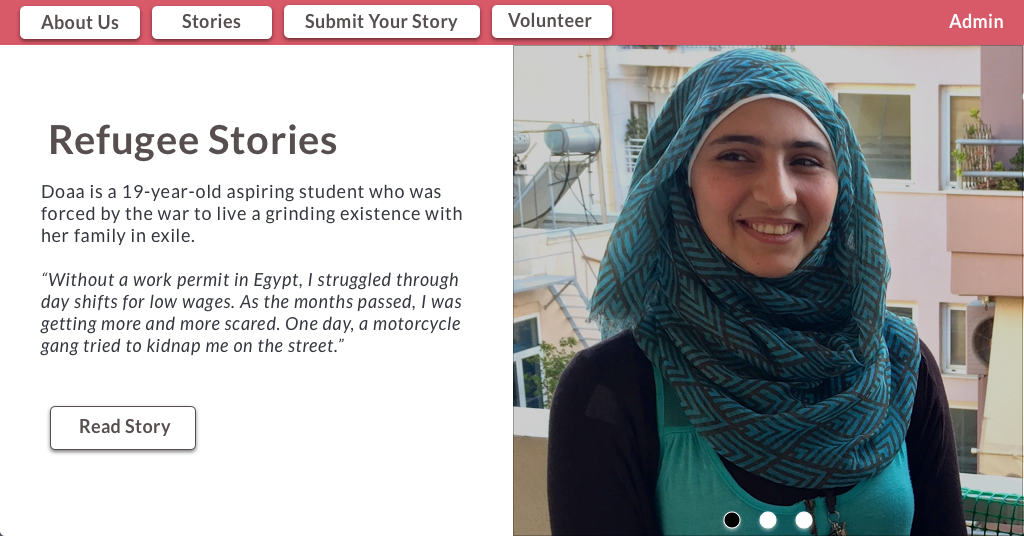 About Us
Stories
Submit Your Story
Volunteer
Admin
Refugee Stories
Doaa is a 19-year-old aspiring student who was
forced by the war to live a grinding existence with
her family in exile.
“Without a work permit in Egypt, I struggled through
day shifts for low wages. As the months passed, I was
getting more and more scared. One day, a motorcycle
gang tried to kidnap me on the street.”
Read Story